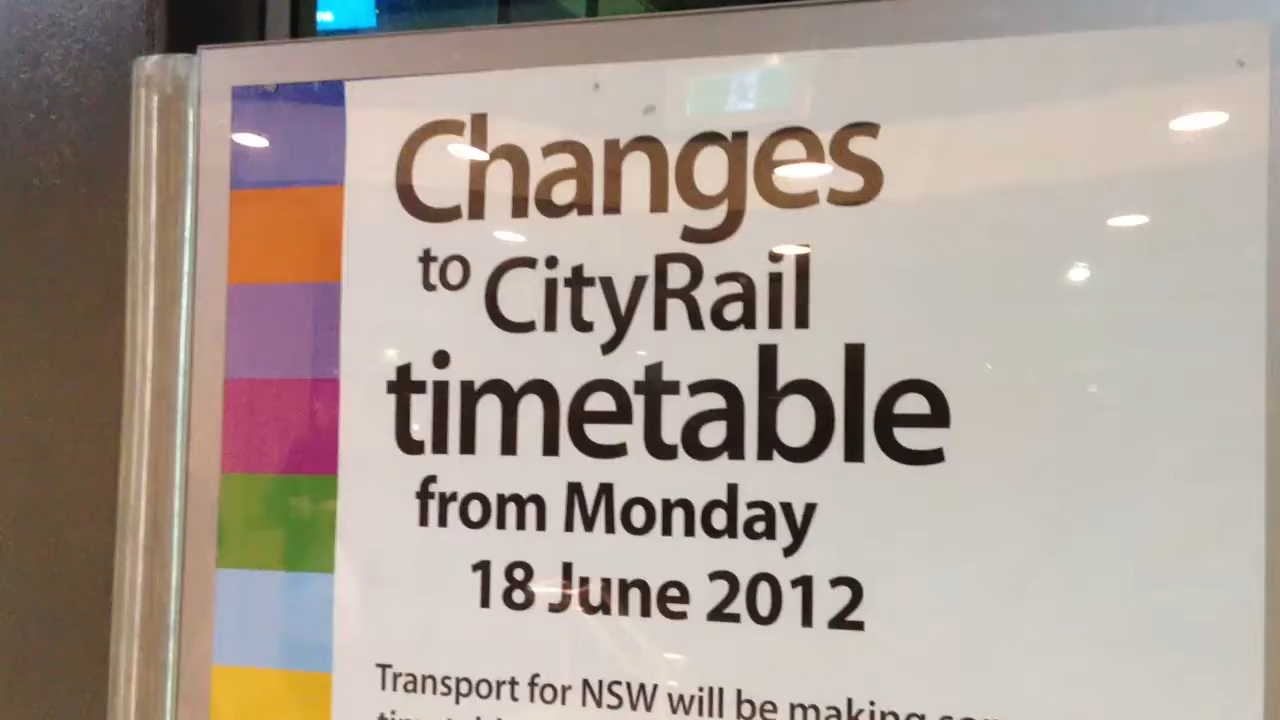 Changes
to CityRail
timetable
from Monday
18 June 2012
Transport for NSW will be making